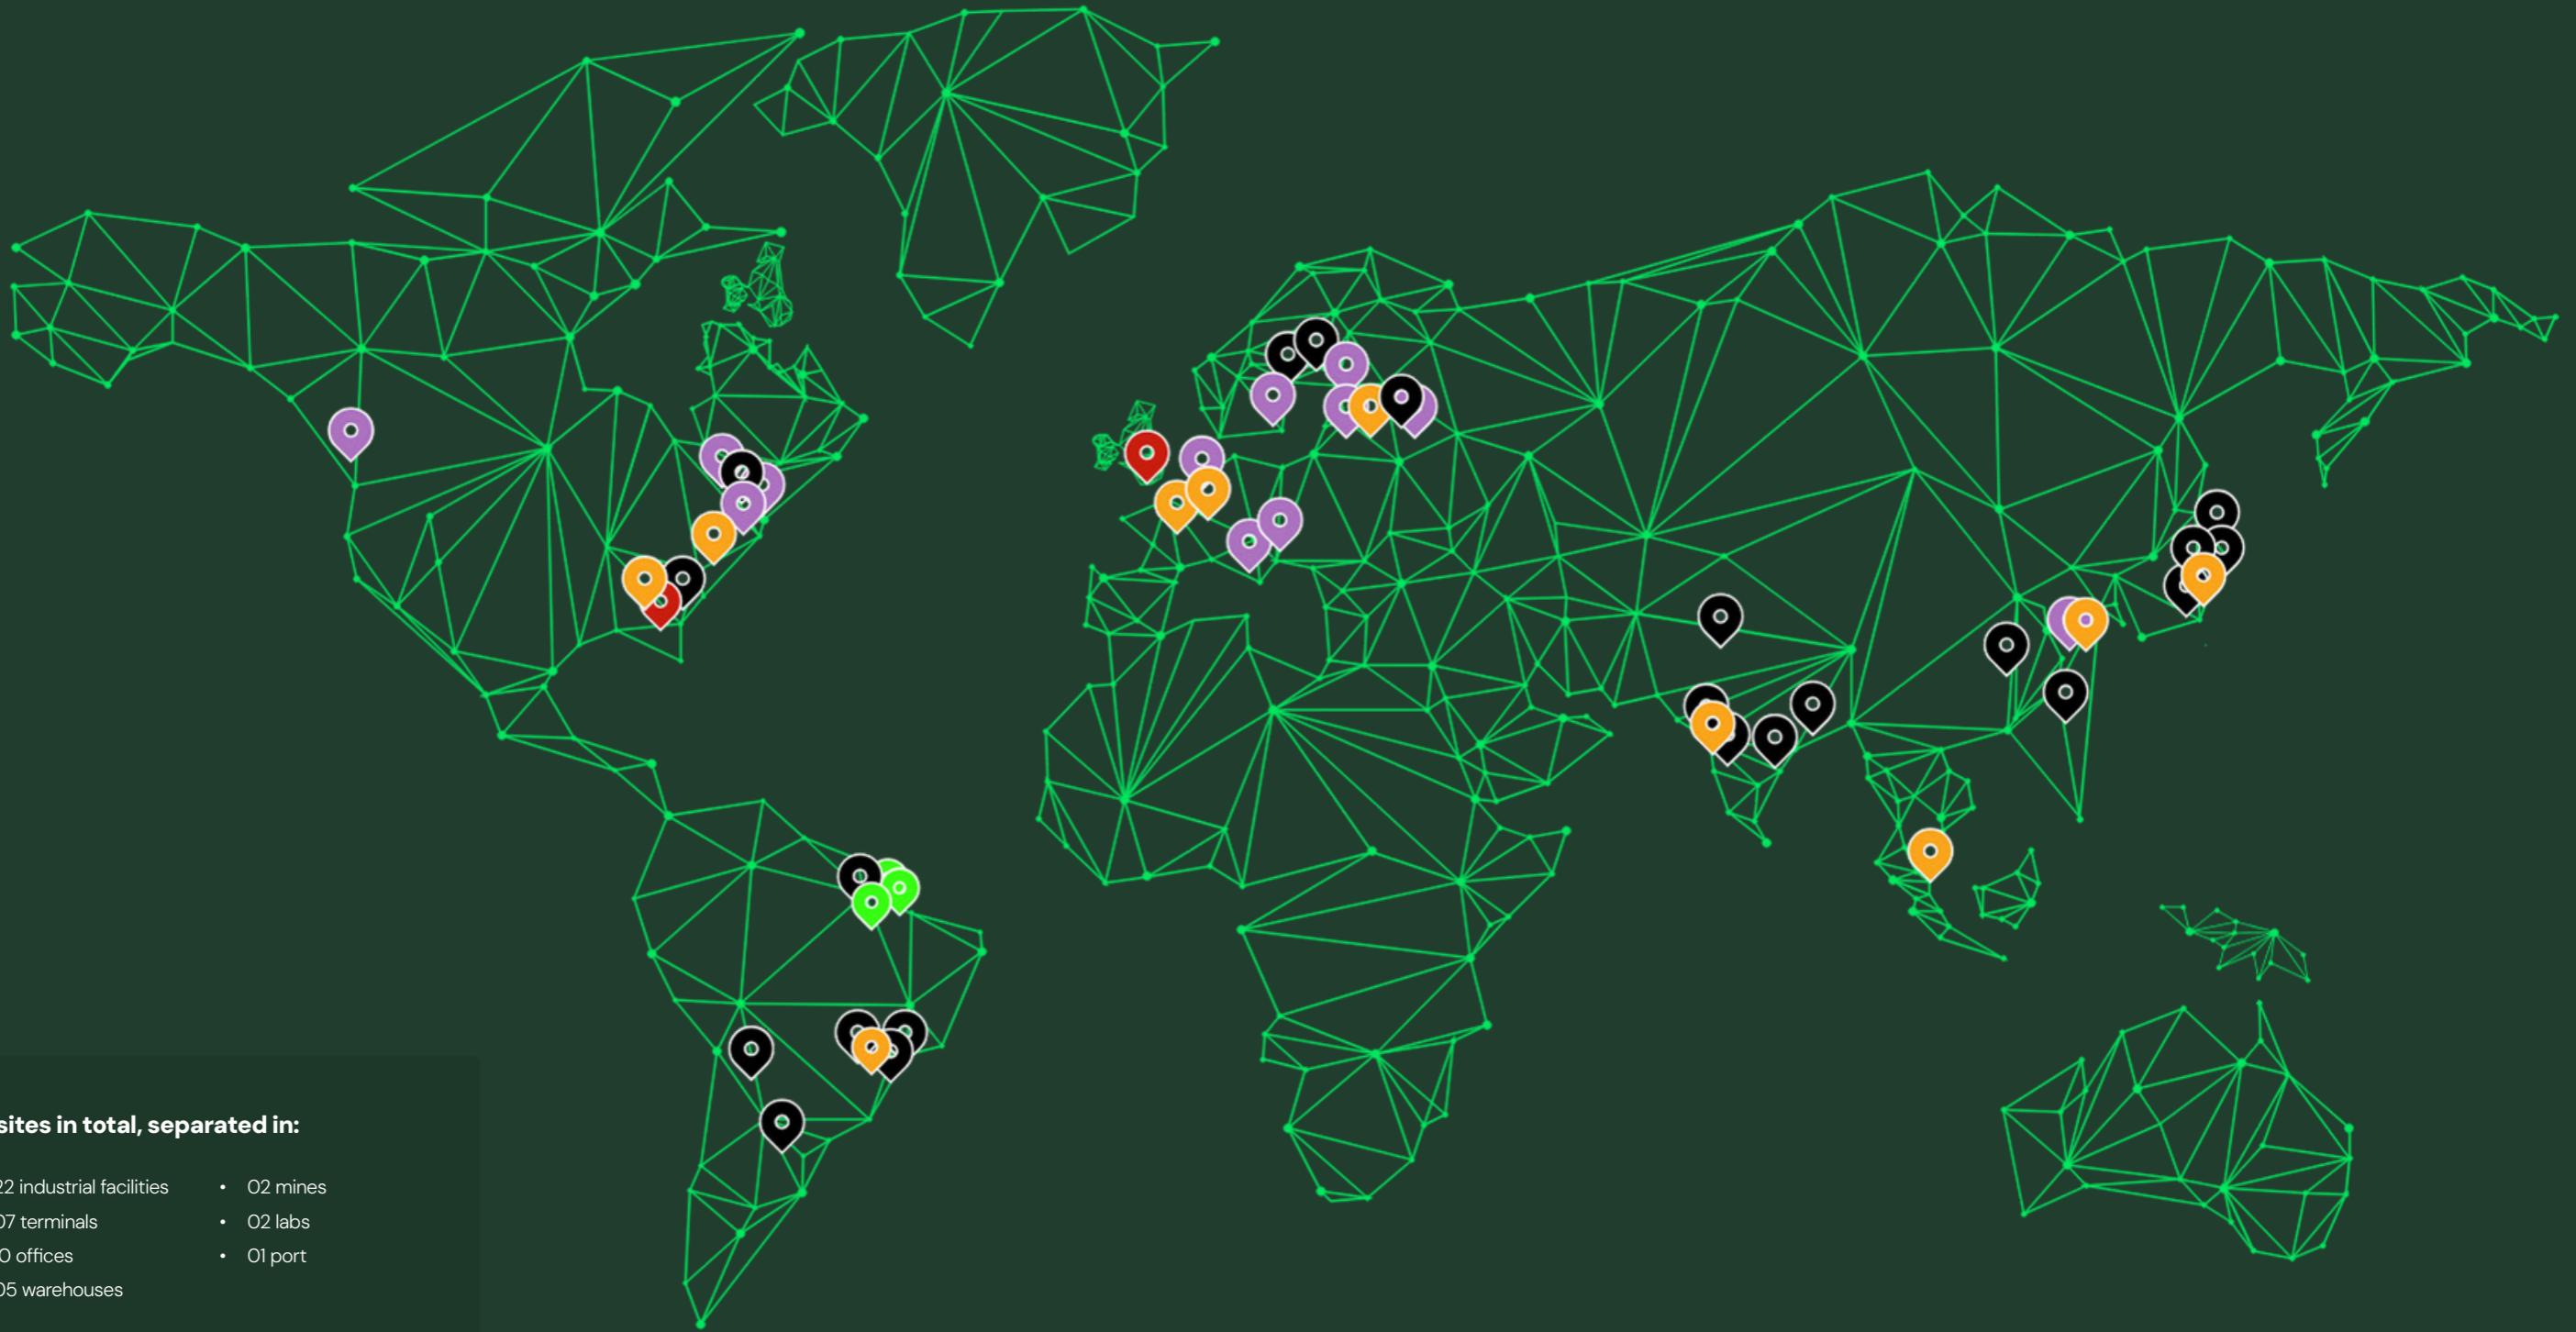 sites in total, separated in:
22 industrial facilities
07 terminals
0 offices
05 warehouses
• 02 mines
• 02 labs
• 01 port